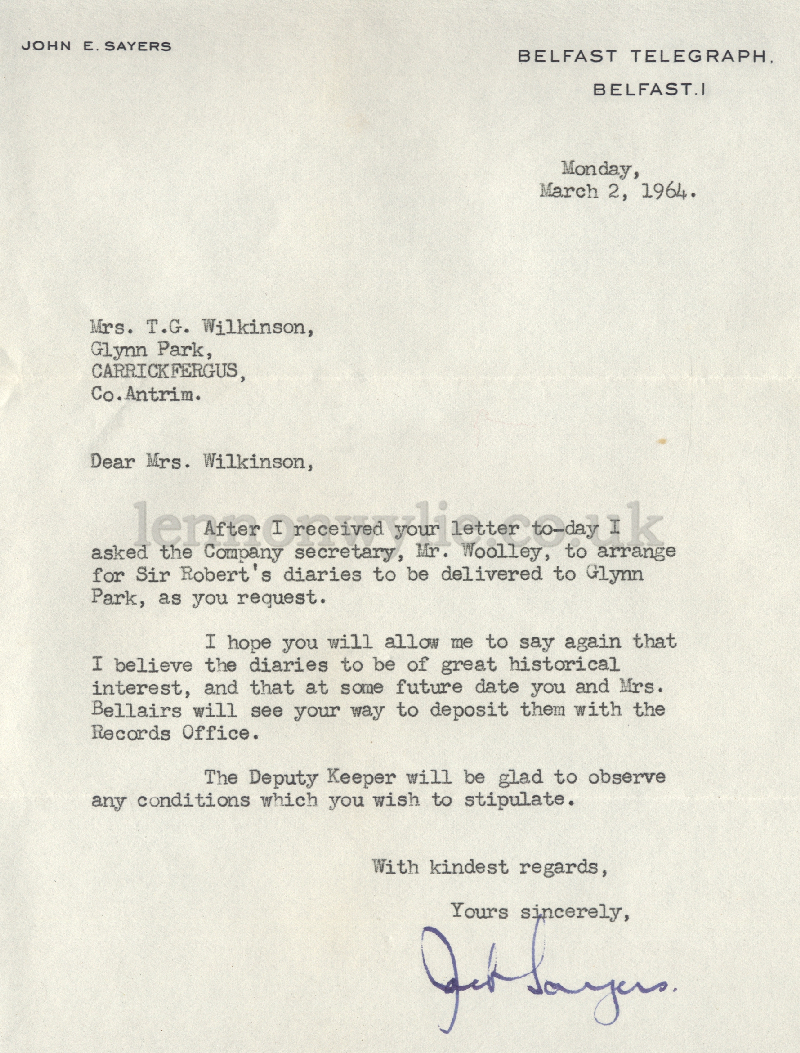 JOHN E. SAYERS
BELFAST TELEGRAPH,
BELFAST.1
Monday,
March 2, 1964.
Mrs. T.G. Wilkinson,
Glynn Park,
CARRICKFERGUS,
Co.Antrim.
Dear Mrs. Wilkinson,
lennonwylie.co.uk
After I received your letter to-day I
asked the Company secretary, Mr. Woolley, to arrange
for Sir Robert's diaries to be delivered to Glynn
Park, as you request.
I hope you will allow me to say again that
I believe the diaries to be of great historical
interest, and that at some future date you and Mrs.
Bellairs will see your way to deposit them with the
Records Office.
The Deputy Keeper will be glad to observe
any conditions which you wish to stipulate.
With kindest regards,
Yours sincerely,
Jack Sayers.